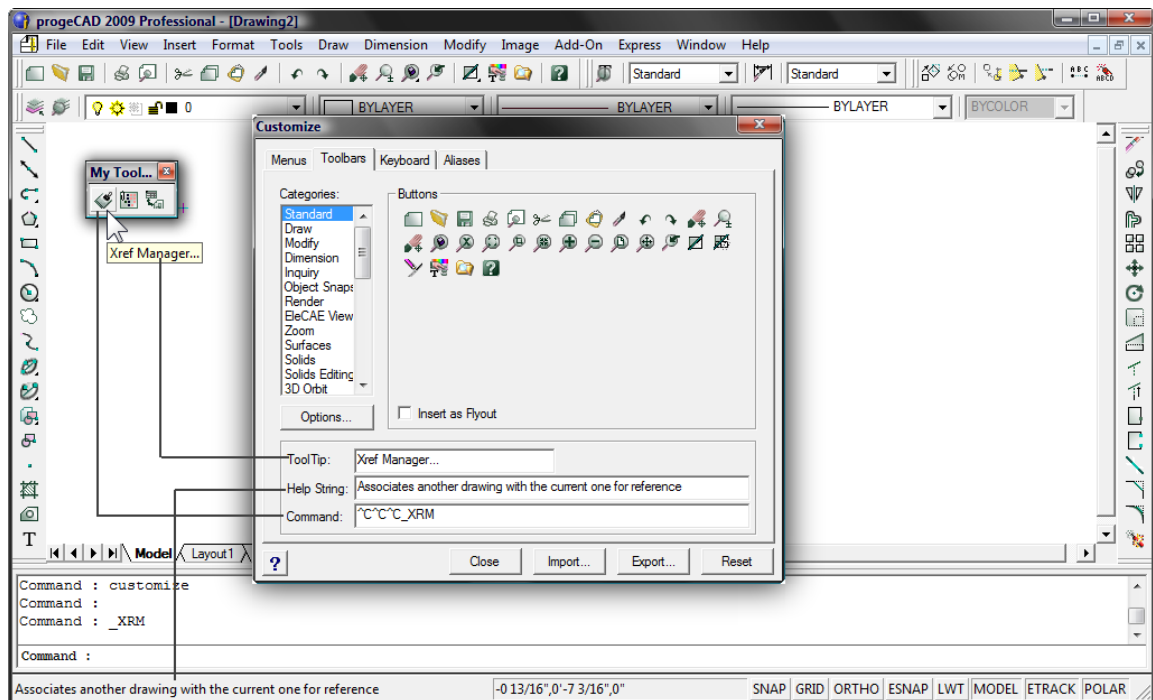 progeCAD 2009 Professional - [Drawing2]
File Edit View Insert Format Tools Draw Dimension Modify Image Add-On Express Window Help
Standard Standard
0 BYLAYER BYLAYER BYLAYER BYCOLOR
Customize
Menus Toolbars Keyboard Aliases
My Tool...
Xref Manager...
Categories: Buttons
Standard
Draw
Modify
Dimension
Inquiry
Object Snaps
Render
EleCAE View
Zoom
Surfaces
Solids
Solids Editing
3D Orbit
Options... Insert as Flyout
ToolTip: Xref Manager...
Help String: Associates another drawing with the current one for reference
Command: ^C^C^C_XRM
Model Layout1
? Close Import... Export... Reset
Command : customize
Command :
Command : _XRM
Command :
Associates another drawing with the current one for reference -0 13/16",0'-7 3/16",0" SNAP GRID ORTHO ESNAP LWT MODEL ETRACK POLAR